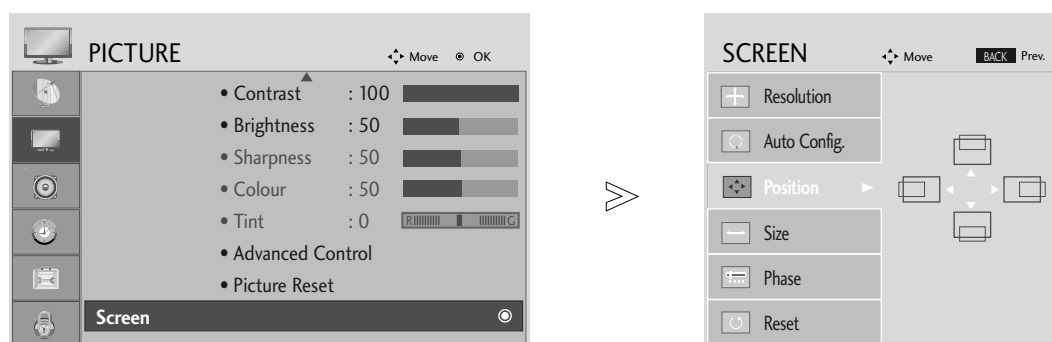 PICTURE Move OK
• Contrast : 100
• Brightness : 50
• Sharpness : 50
• Colour : 50
• Tint : 0 R G
• Advanced Control
• Picture Reset
Screen
SCREEN Move BACK Prev.
Resolution
Auto Config.
Position
Size
Phase
Reset